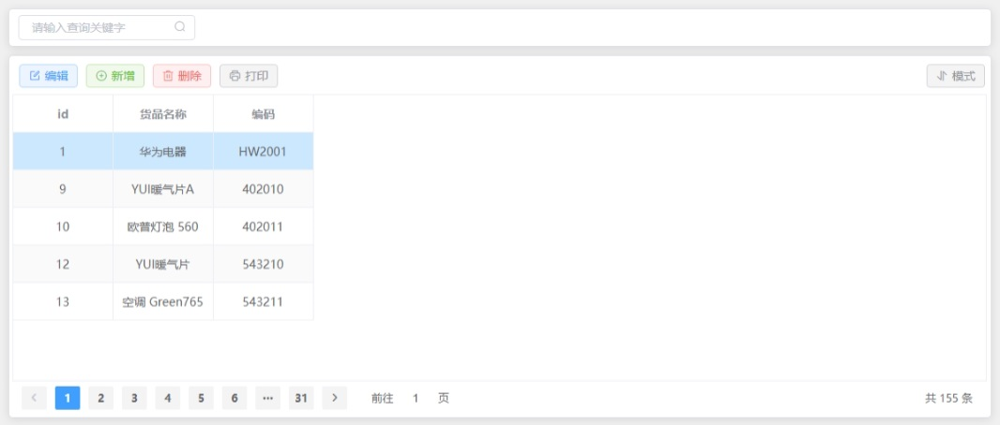 请输入查询关键字
编辑 新增 删除 打印 模式
id 货品名称 编码
1 华为电器 HW2001
9 YUI暖气片A 402010
10 欧普灯泡 560 402011
12 YUI暖气片 543210
13 空调 Green765 543211
1 2 3 4 5 6 ••• 31 前往 1 页 共 155 条